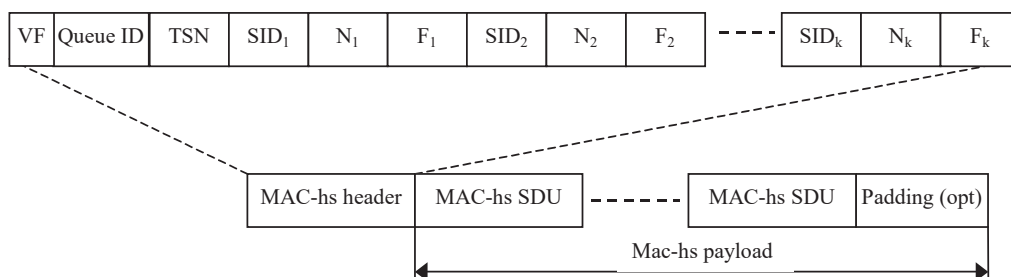 VF Queue ID TSN SID₁ N₁ F₁ SID₂ N₂ F₂ SIDₖ Nₖ Fₖ
MAC-hs header MAC-hs SDU MAC-hs SDU Padding (opt)
Mac-hs payload